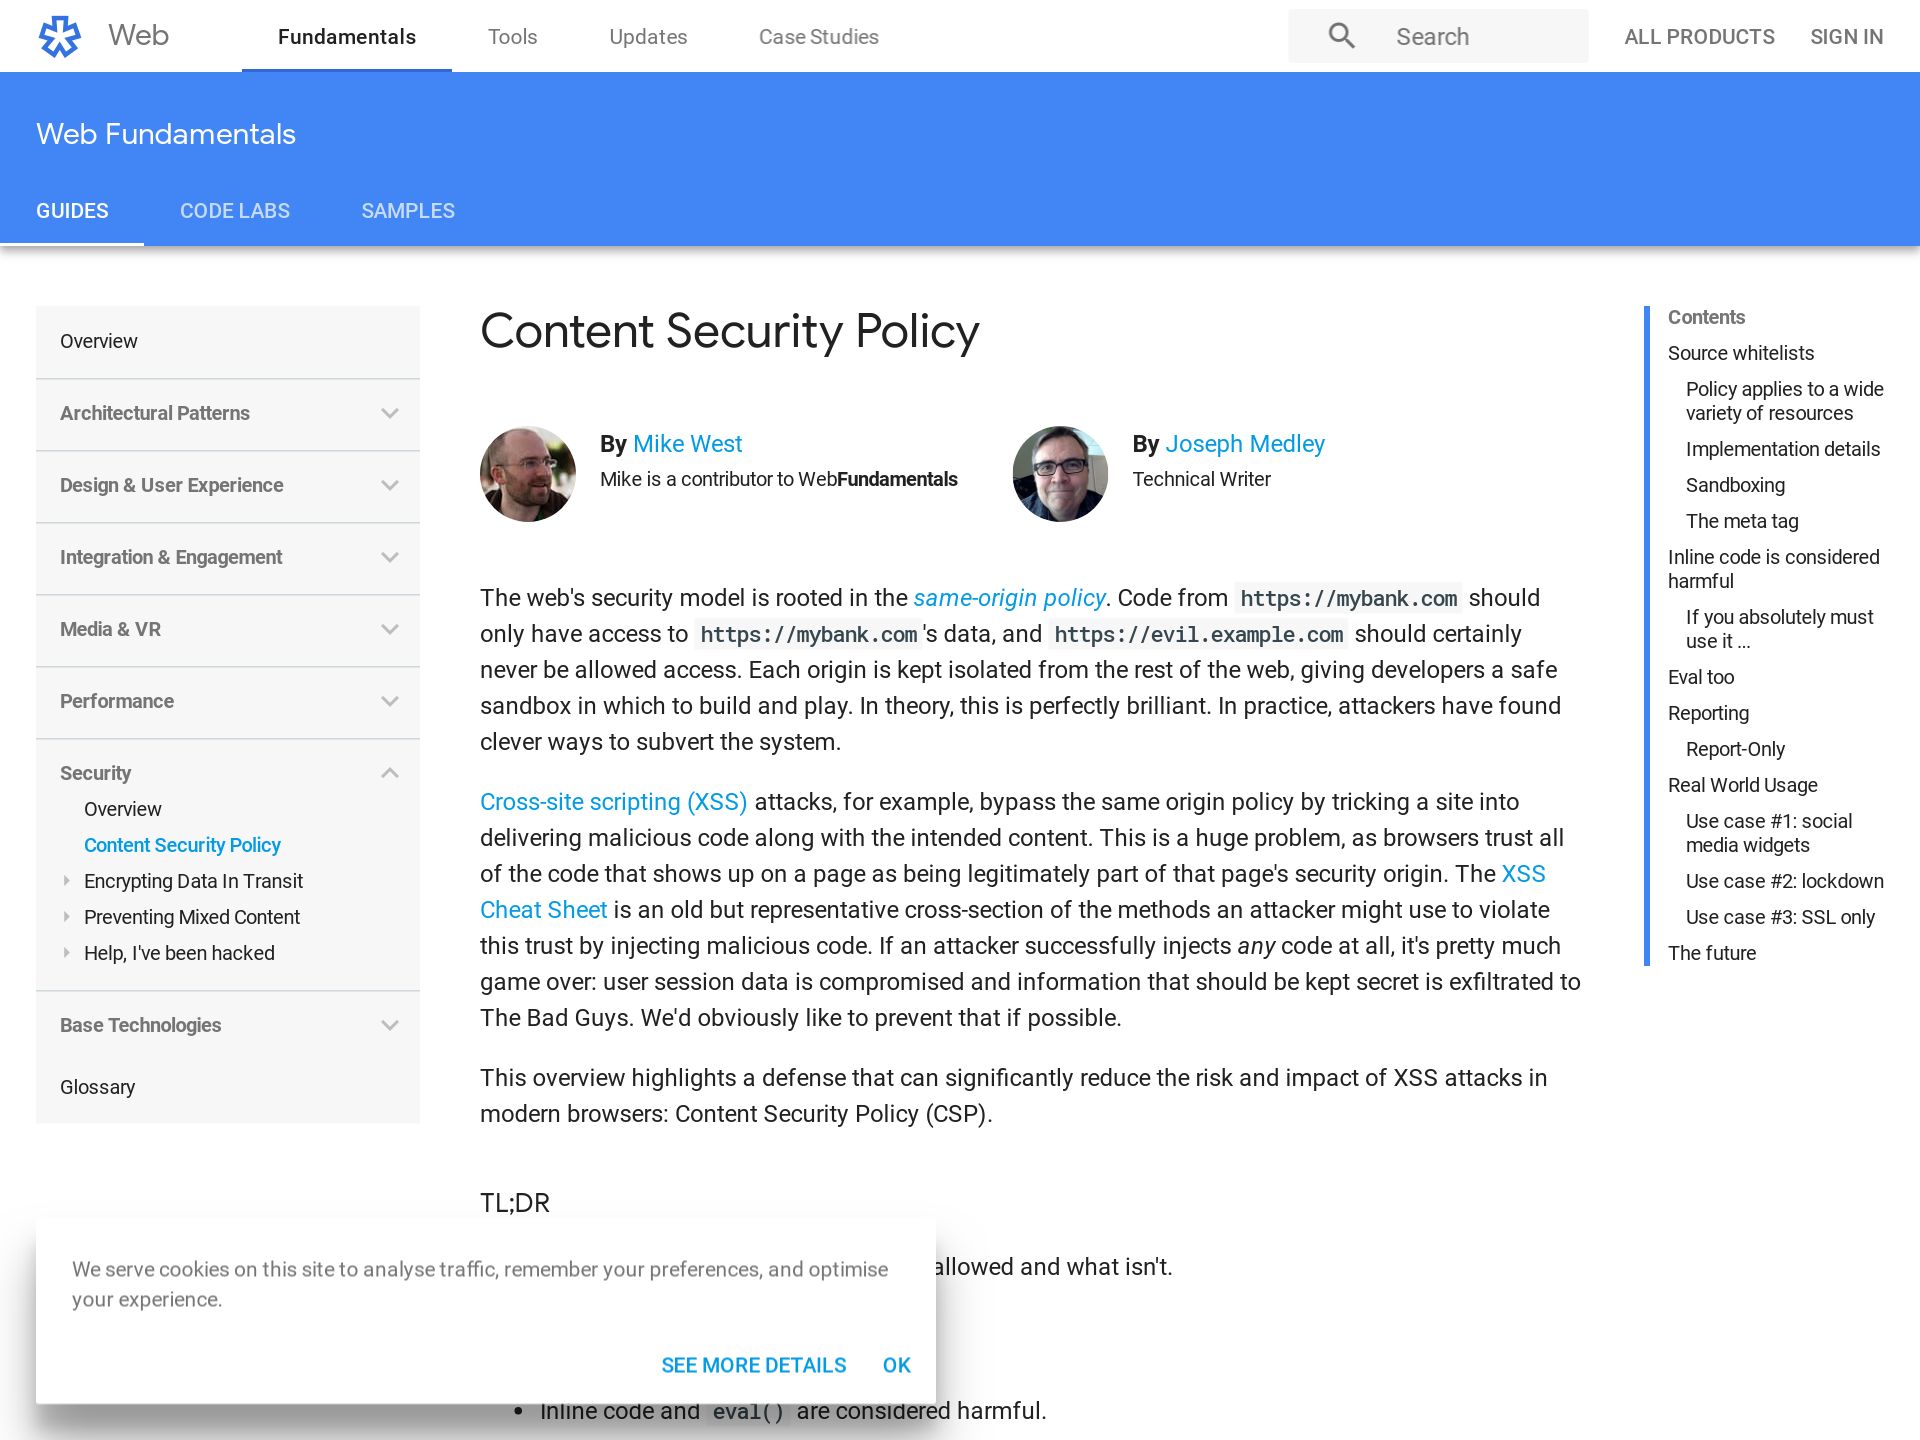 Web
Fundamentals
Tools
Updates
Case Studies
Search
ALL PRODUCTS
SIGN IN
Web Fundamentals
GUIDES
CODE LABS
SAMPLES
Overview
Architectural Patterns
Design & User Experience
Integration & Engagement
Media & VR
Performance
Security
Overview
Content Security Policy
Encrypting Data In Transit
Preventing Mixed Content
Help, I've been hacked
Base Technologies
Glossary
Content Security Policy
By Mike West
Mike is a contributor to WebFundamentals
By Joseph Medley
Technical Writer
The web's security model is rooted in the same-origin policy. Code from https://mybank.com should
only have access to https://mybank.com's data, and https://evil.example.com should certainly
never be allowed access. Each origin is kept isolated from the rest of the web, giving developers a safe
sandbox in which to build and play. In theory, this is perfectly brilliant. In practice, attackers have found
clever ways to subvert the system.
Cross-site scripting (XSS) attacks, for example, bypass the same origin policy by tricking a site into
delivering malicious code along with the intended content. This is a huge problem, as browsers trust all
of the code that shows up on a page as being legitimately part of that page's security origin. The XSS
Cheat Sheet is an old but representative cross-section of the methods an attacker might use to violate
this trust by injecting malicious code. If an attacker successfully injects any code at all, it's pretty much
game over: user session data is compromised and information that should be kept secret is exfiltrated to
The Bad Guys. We'd obviously like to prevent that if possible.
This overview highlights a defense that can significantly reduce the risk and impact of XSS attacks in
modern browsers: Content Security Policy (CSP).
TL;DR
allowed and what isn't.
• Inline code and eval() are considered harmful.
Contents
Source whitelists
Policy applies to a wide
variety of resources
Implementation details
Sandboxing
The meta tag
Inline code is considered
harmful
If you absolutely must
use it ...
Eval too
Reporting
Report-Only
Real World Usage
Use case #1: social
media widgets
Use case #2: lockdown
Use case #3: SSL only
The future
We serve cookies on this site to analyse traffic, remember your preferences, and optimise
your experience.
SEE MORE DETAILS
OK